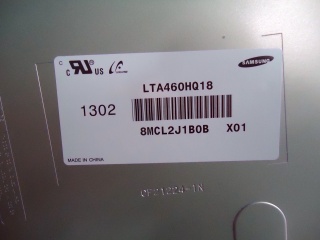 C US
SAMSUNG
LTA460HQ18
1302
8MCL2J1B0B X01
MADE IN CHINA